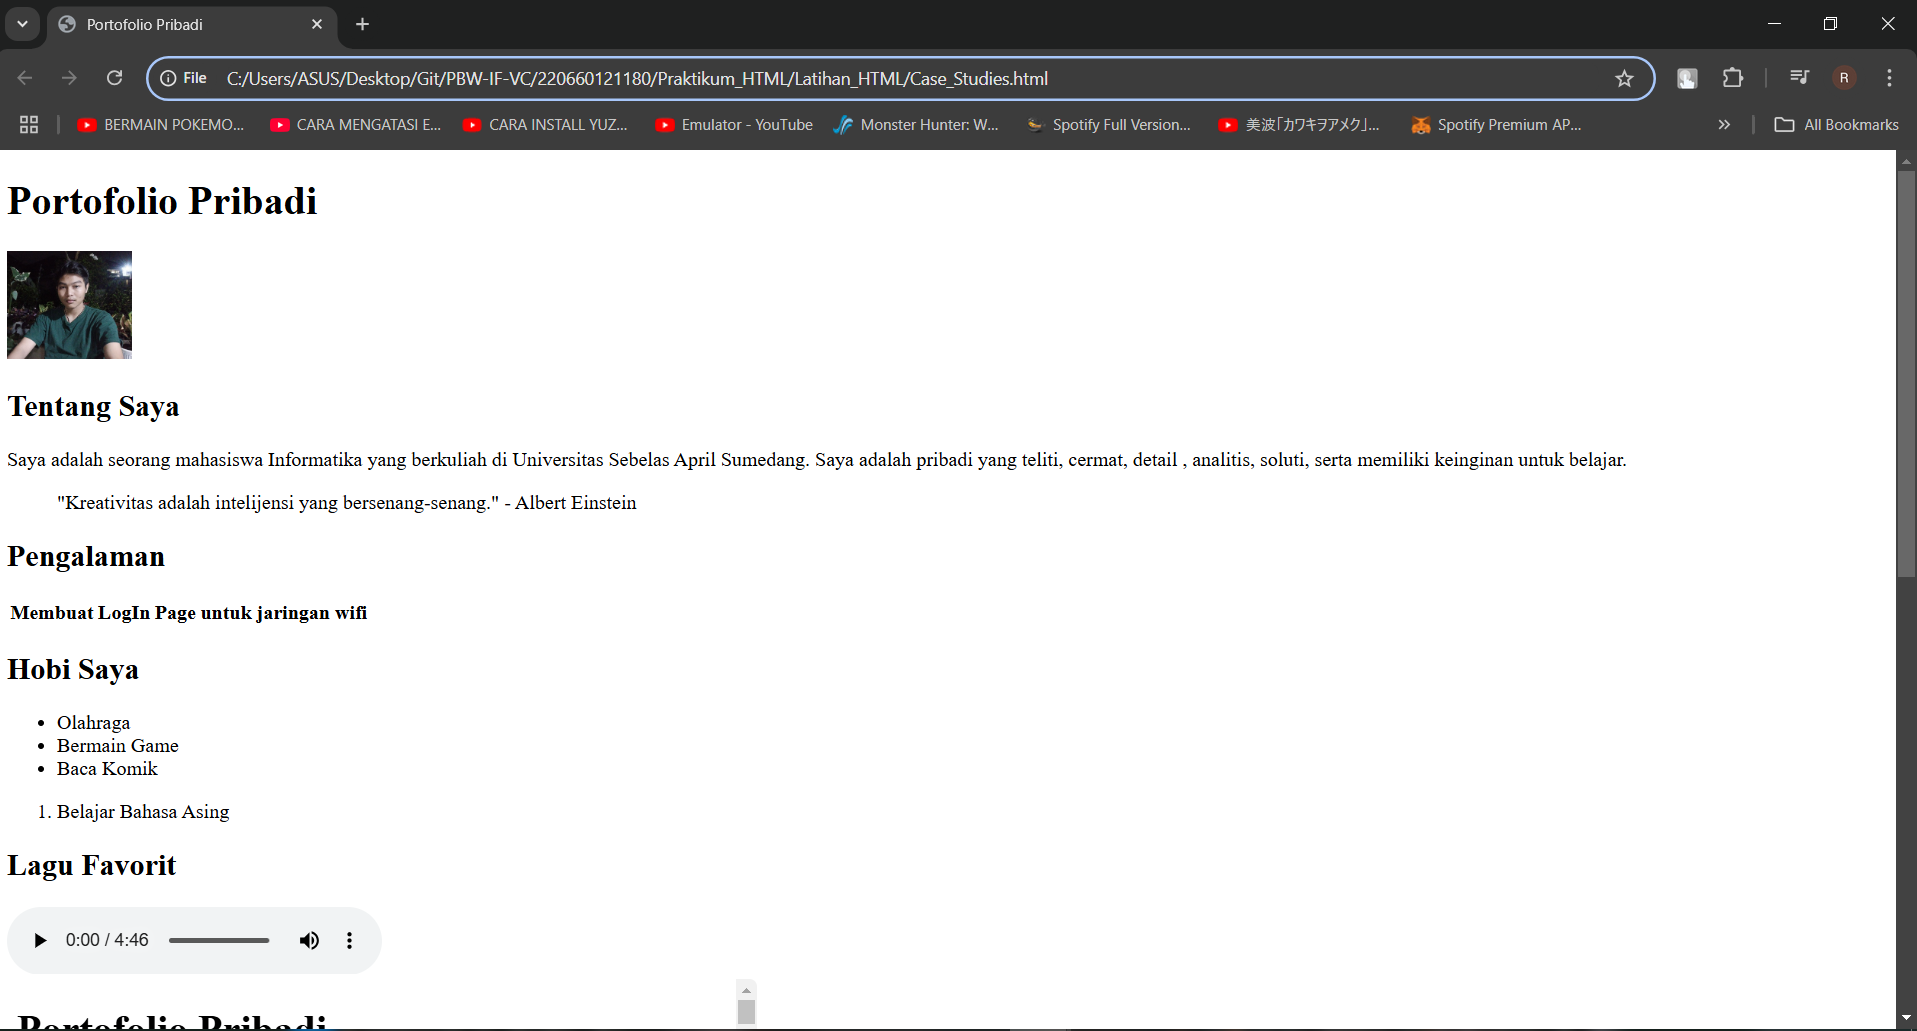 Portofolio Pribadi
File C:/Users/ASUS/Desktop/Git/PBW-IF-VC/220660121180/Praktikum_HTML/Latihan_HTML/Case_Studies.html
R
BERMAIN POKEMO... CARA MENGATASI E... CARA INSTALL YUZ... Emulator - YouTube Monster Hunter: W... Spotify Full Version... 美波「カワキヲアメク」... Spotify Premium AP... All Bookmarks
Portofolio Pribadi
Tentang Saya
Saya adalah seorang mahasiswa Informatika yang berkuliah di Universitas Sebelas April Sumedang. Saya adalah pribadi yang teliti, cermat, detail , analitis, soluti, serta memiliki keinginan untuk belajar.
"Kreativitas adalah intelijensi yang bersenang-senang." - Albert Einstein
Pengalaman
Membuat LogIn Page untuk jaringan wifi
Hobi Saya
• Olahraga
• Bermain Game
• Baca Komik
1. Belajar Bahasa Asing
Lagu Favorit
0:00 / 4:46
Portofolio Pribadi